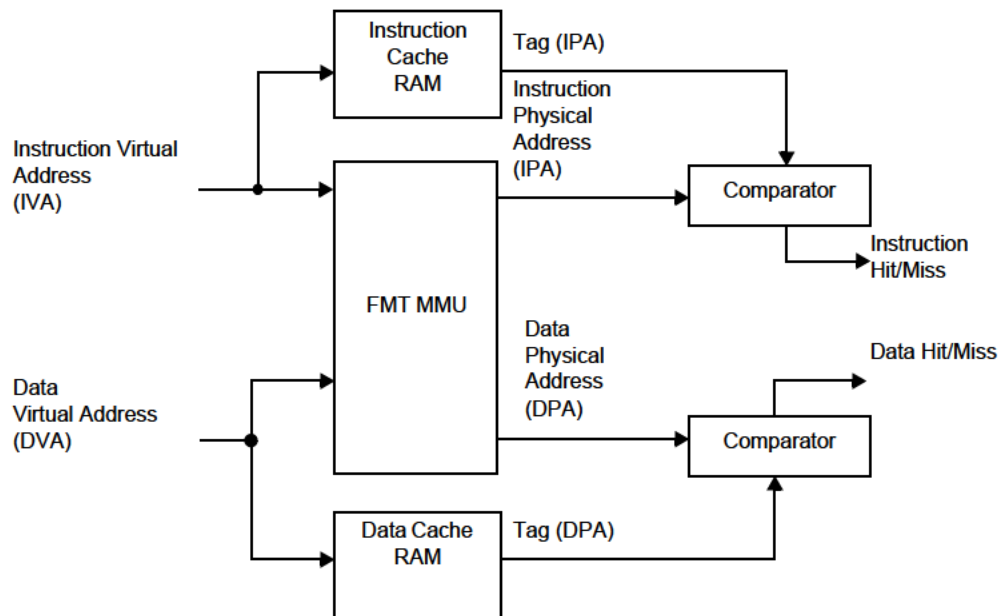 Instruction
Cache
RAM
Tag (IPA)
Instruction
Physical
Address
(IPA)
Instruction Virtual
Address
(IVA)
Comparator
Instruction
Hit/Miss
FMT MMU
Data
Physical
Address
(DPA)
Data Hit/Miss
Data
Virtual Address
(DVA)
Comparator
Data Cache
RAM
Tag (DPA)